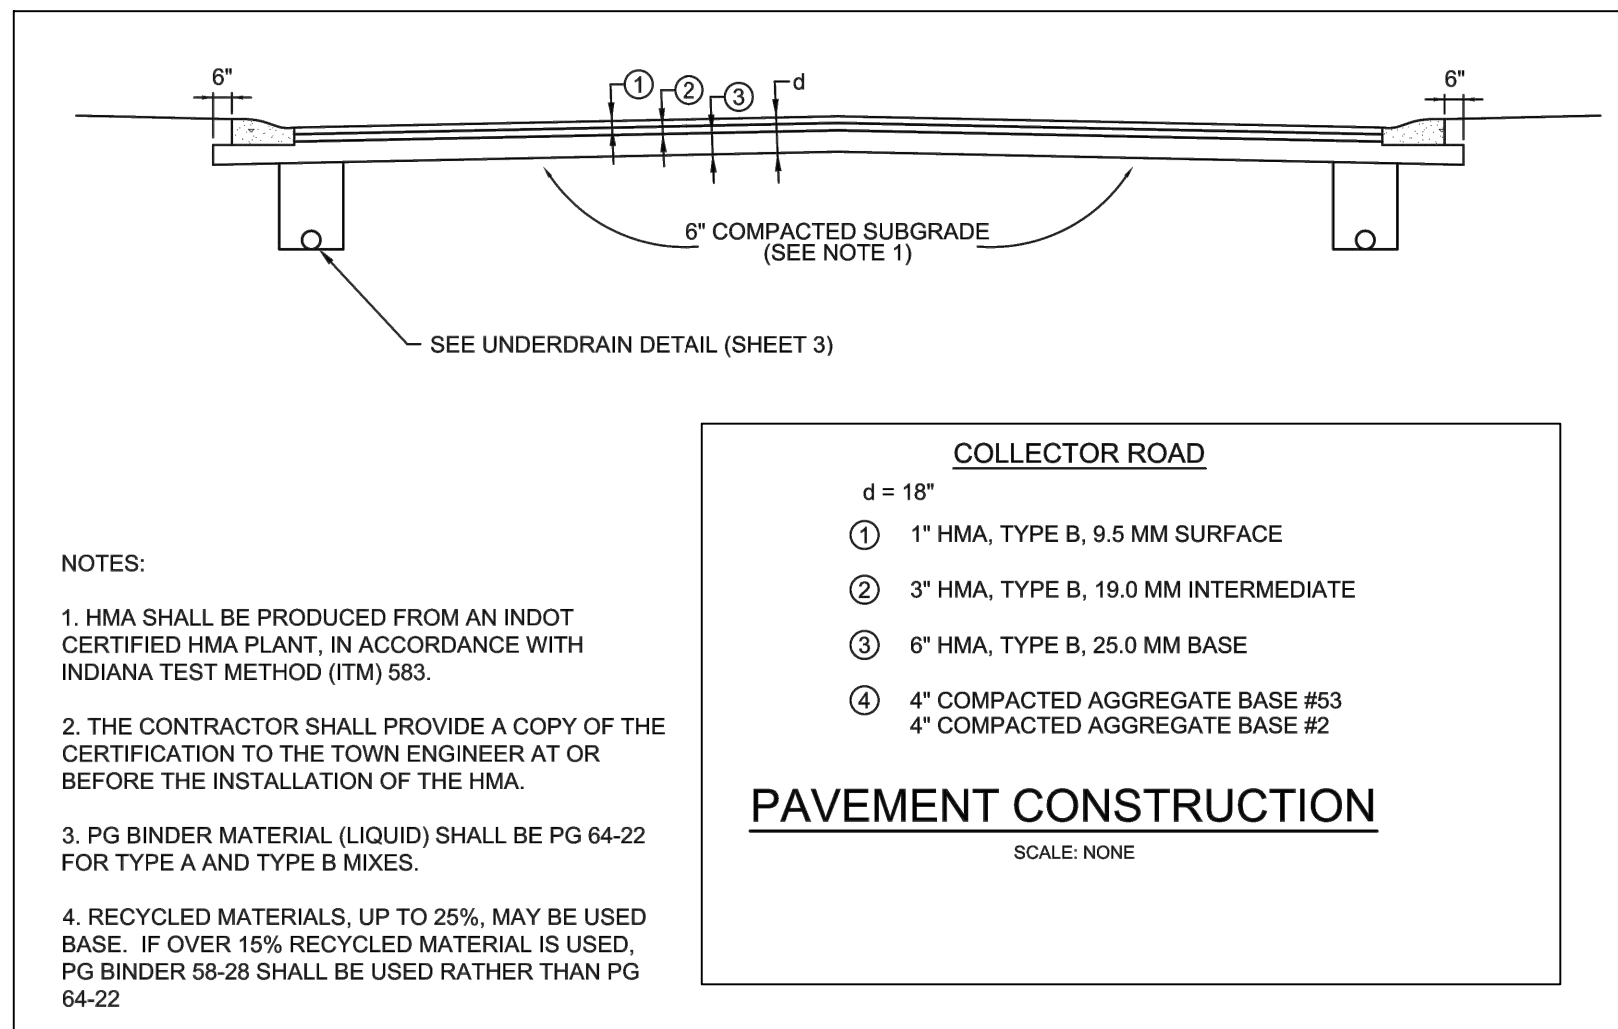 6"
1
2
3
d
6"
6" COMPACTED SUBGRADE
(SEE NOTE 1)
SEE UNDERDRAIN DETAIL (SHEET 3)
COLLECTOR ROAD
d = 18"
1 1" HMA, TYPE B, 9.5 MM SURFACE
2 3" HMA, TYPE B, 19.0 MM INTERMEDIATE
3 6" HMA, TYPE B, 25.0 MM BASE
4 4" COMPACTED AGGREGATE BASE #53
4" COMPACTED AGGREGATE BASE #2
PAVEMENT CONSTRUCTION
SCALE: NONE
NOTES:
1. HMA SHALL BE PRODUCED FROM AN INDOT
CERTIFIED HMA PLANT, IN ACCORDANCE WITH
INDIANA TEST METHOD (ITM) 583.
2. THE CONTRACTOR SHALL PROVIDE A COPY OF THE
CERTIFICATION TO THE TOWN ENGINEER AT OR
BEFORE THE INSTALLATION OF THE HMA.
3. PG BINDER MATERIAL (LIQUID) SHALL BE PG 64-22
FOR TYPE A AND TYPE B MIXES.
4. RECYCLED MATERIALS, UP TO 25%, MAY BE USED
BASE.  IF OVER 15% RECYCLED MATERIAL IS USED,
PG BINDER 58-28 SHALL BE USED RATHER THAN PG
64-22